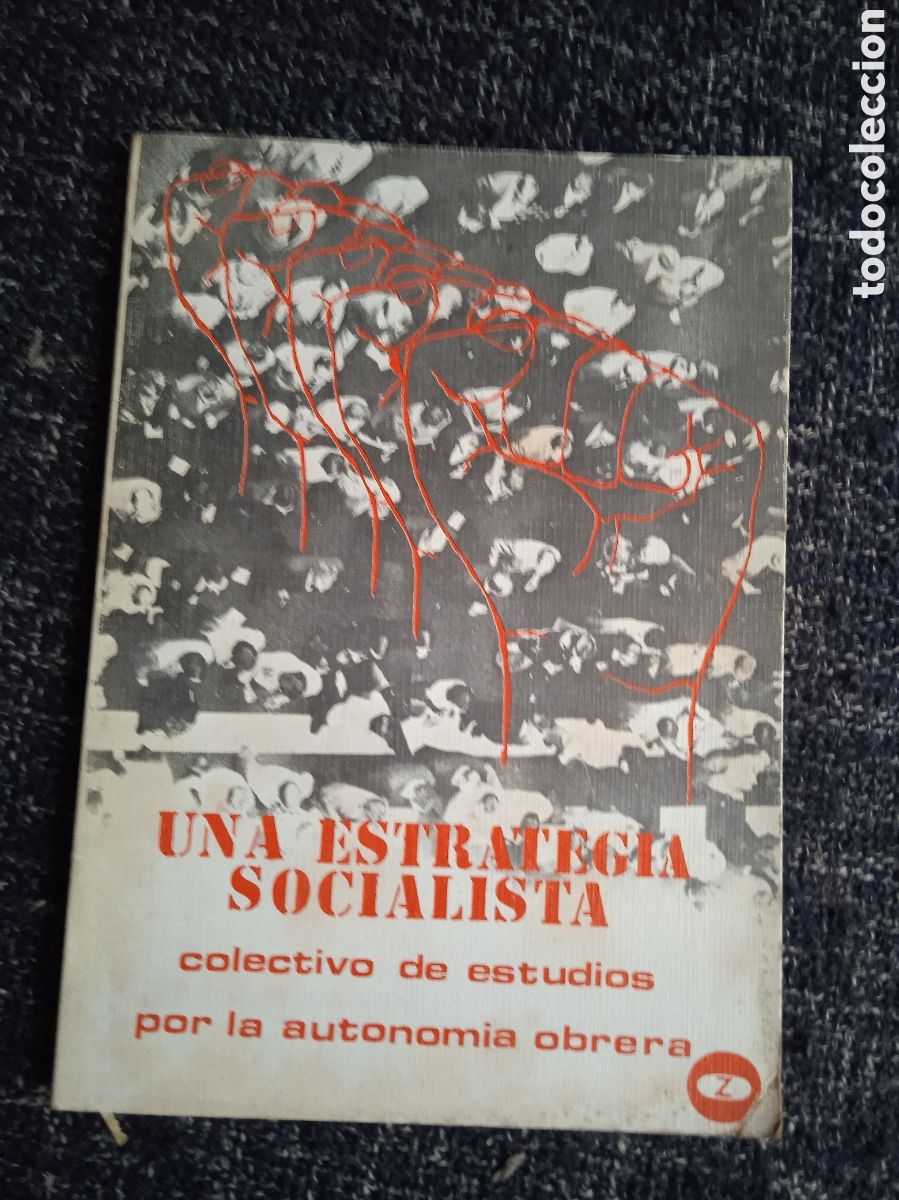 todocoleccion
UNA ESTRATEGIA
SOCIALISTA
colectivo de estudios
por la autonomia obrera
Z